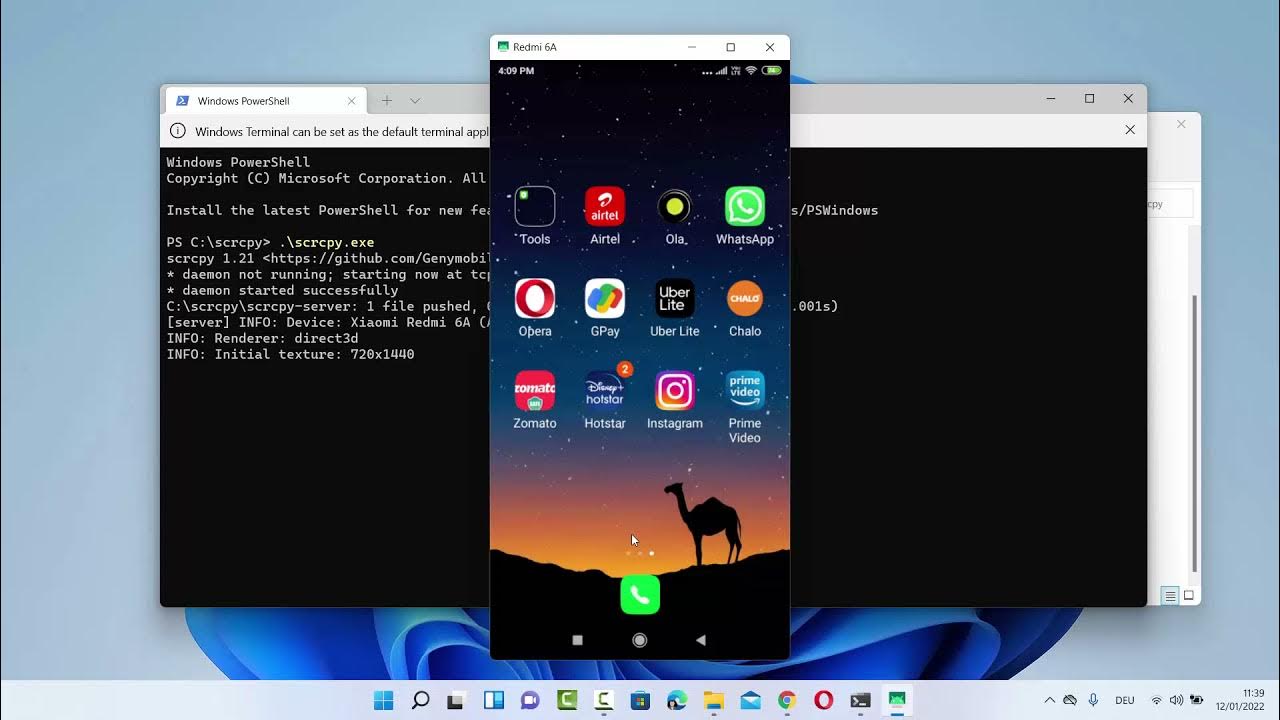 Redmi 6A
4:09 PM
Vo
LTE
Windows PowerShell
Windows Terminal can be set as the default terminal appl
Windows PowerShell
Copyright (C) Microsoft Corporation. All
Install the latest PowerShell for new fea
s/PSWindows
PS C:\scrcpy> .\scrcpy.exe
scrcpy 1.21 <https://github.com/Genymobil
* daemon not running; starting now at tcp
* daemon started successfully
C:\scrcpy\scrcpy-server: 1 file pushed,
.001s)
[server] INFO: Device: Xiaomi Redmi 6A (A
INFO: Renderer: direct3d
INFO: Initial texture: 720x1440
cpy
airtel
Tools Airtel Ola WhatsApp
Uber
Lite
CHALO
Opera GPay Uber Lite Chalo
2
zomato
Disney+
hotstar
prime
video
Zomato Hotstar Instagram Prime
Video
DEU
11:39
12/01/2022